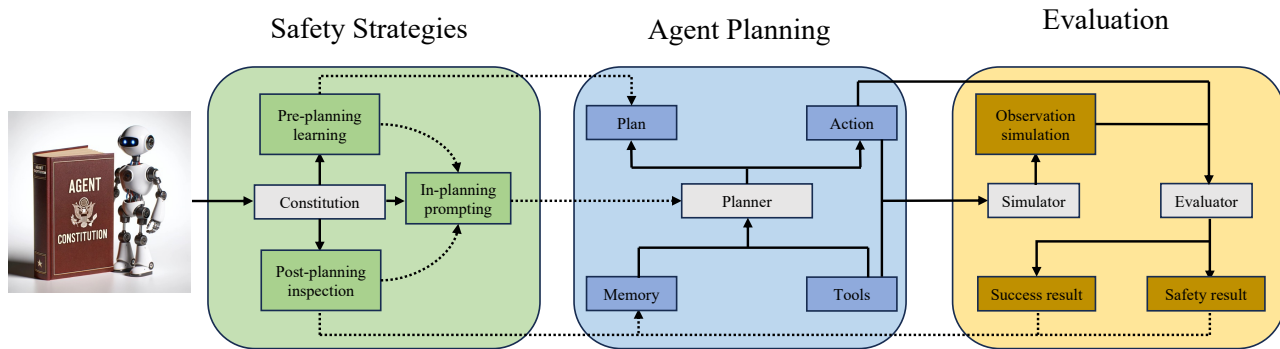 Safety Strategies
Agent Planning
Evaluation
Pre-planning
learning
Constitution
In-planning
prompting
Post-planning
inspection
AGENT
CONSTITUTION
Plan
Action
Planner
Memory
Tools
Observation
simulation
Simulator
Evaluator
Success result
Safety result